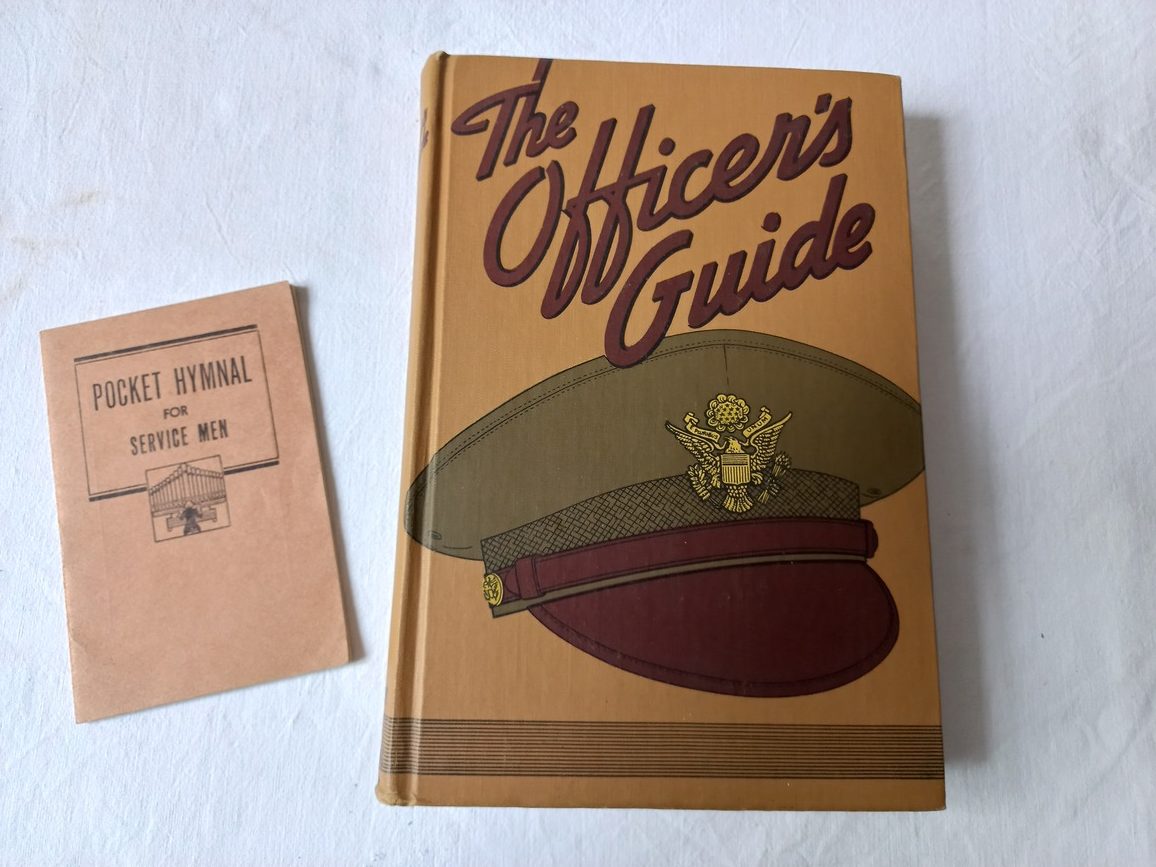 POCKET HYMNAL
FOR
SERVICE MEN
The
Officer's
Guide